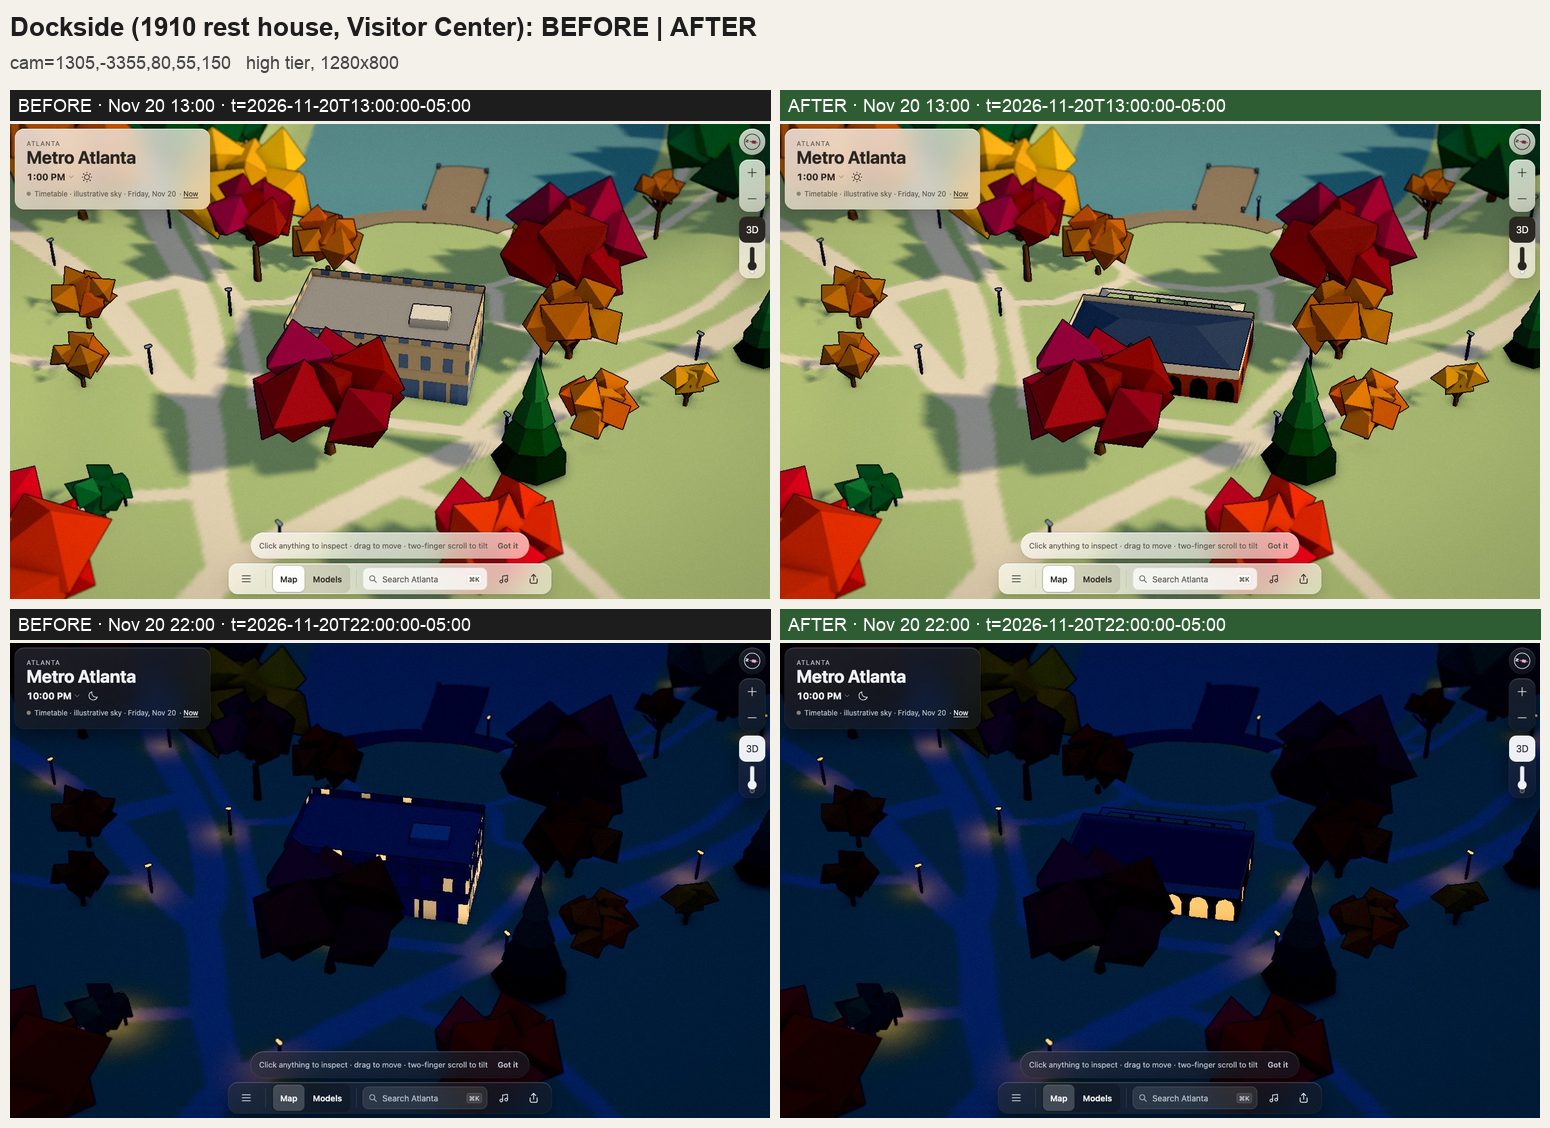 Dockside (1910 rest house, Visitor Center): BEFORE | AFTER
cam=1305,-3355,80,55,150   high tier, 1280x800
BEFORE · Nov 20 13:00 · t=2026-11-20T13:00:00-05:00
ATLANTA
Metro Atlanta
1:00 PM
Timetable · illustrative sky · Friday, Nov 20 · Now
+
−
3D
Click anything to inspect · drag to move · two-finger scroll to tilt Got it
Map Models Search Atlanta ⌘K
AFTER · Nov 20 13:00 · t=2026-11-20T13:00:00-05:00
ATLANTA
Metro Atlanta
1:00 PM
Timetable · illustrative sky · Friday, Nov 20 · Now
+
−
3D
Click anything to inspect · drag to move · two-finger scroll to tilt Got it
Map Models Search Atlanta ⌘K
BEFORE · Nov 20 22:00 · t=2026-11-20T22:00:00-05:00
ATLANTA
Metro Atlanta
10:00 PM
Timetable · illustrative sky · Friday, Nov 20 · Now
+
−
3D
Click anything to inspect · drag to move · two-finger scroll to tilt Got it
Map Models Search Atlanta ⌘K
AFTER · Nov 20 22:00 · t=2026-11-20T22:00:00-05:00
ATLANTA
Metro Atlanta
10:00 PM
Timetable · illustrative sky · Friday, Nov 20 · Now
+
−
3D
Click anything to inspect · drag to move · two-finger scroll to tilt Got it
Map Models Search Atlanta ⌘K